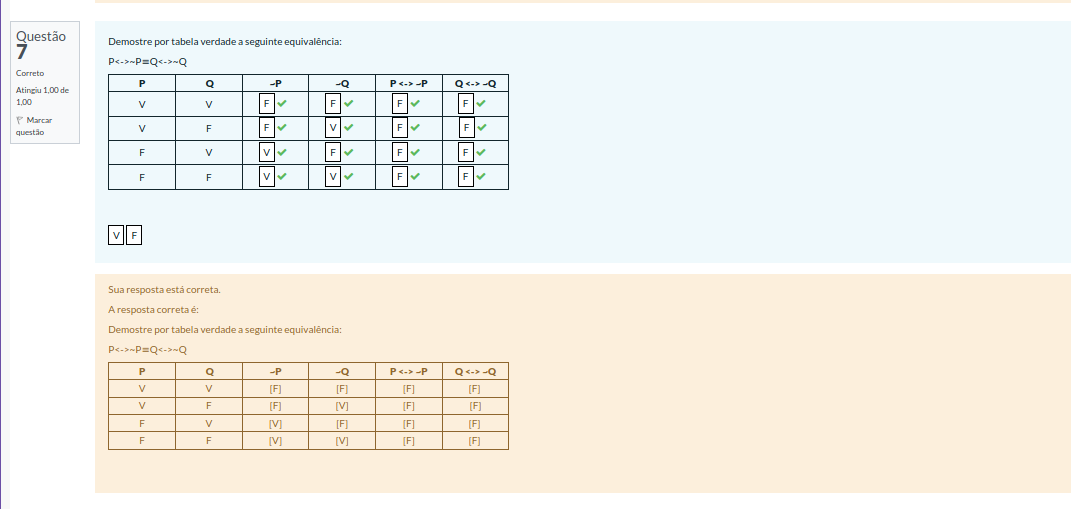 Questão
7
Correto
Atingiu 1,00 de
1,00
Marcar
questão
Demostre por tabela verdade a seguinte equivalência:
P<->~P≡Q<->~Q
P Q ~P ~Q P <-> ~P Q <-> ~Q
V V F F F F
V F F V F F
F V V F F F
F F V V F F
V F
Sua resposta está correta.
A resposta correta é:
Demostre por tabela verdade a seguinte equivalência:
P<->~P≡Q<->~Q
P Q ~P ~Q P <-> ~P Q <-> ~Q
V V [F] [F] [F] [F]
V F [F] [V] [F] [F]
F V [V] [F] [F] [F]
F F [V] [V] [F] [F]